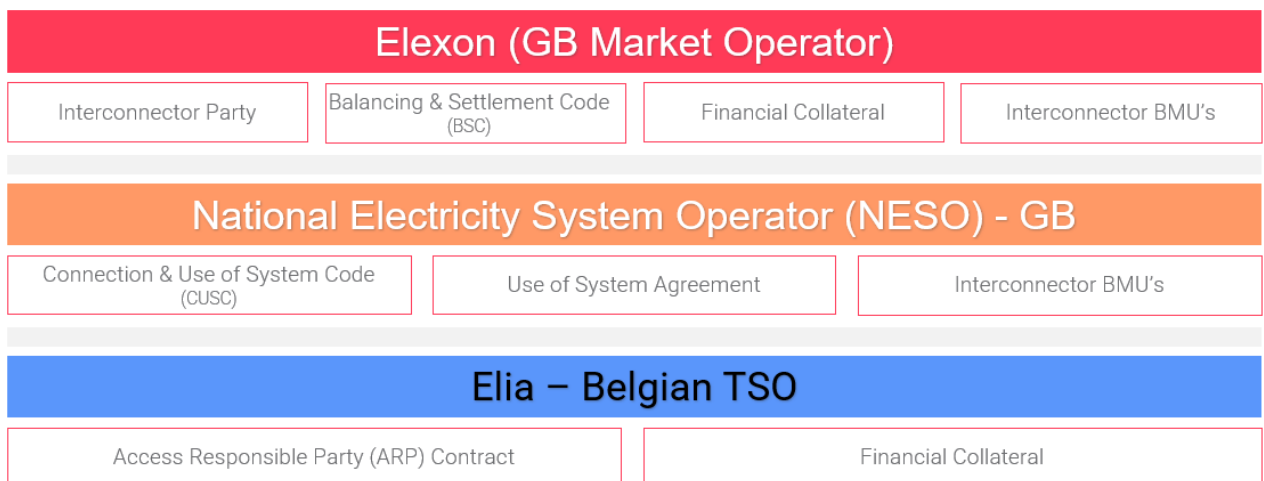 Elexon (GB Market Operator)
Interconnector Party
Balancing & Settlement Code
(BSC)
Financial Collateral
Interconnector BMU's
National Electricity System Operator (NESO) - GB
Connection & Use of System Code
(CUSC)
Use of System Agreement
Interconnector BMU's
Elia – Belgian TSO
Access Responsible Party (ARP) Contract
Financial Collateral